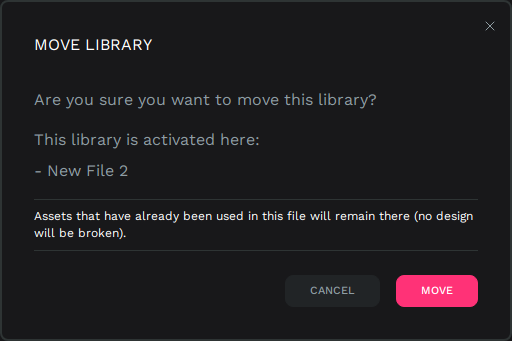 MOVE LIBRARY
Are you sure you want to move this library?
This library is activated here:
- New File 2
Assets that have already been used in this file will remain there (no design
will be broken).
CANCEL
MOVE